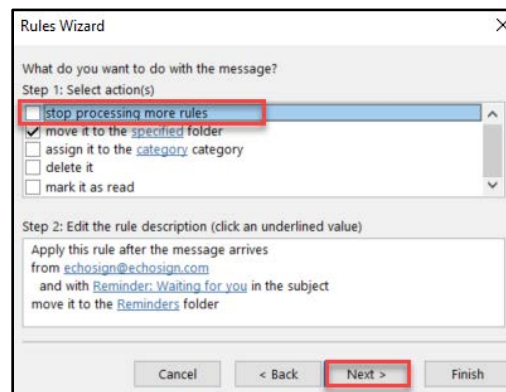 Rules Wizard
What do you want to do with the message?
Step 1: Select action(s)
stop processing more rules
move it to the specified folder
assign it to the category category
delete it
mark it as read
Step 2: Edit the rule description (click an underlined value)
Apply this rule after the message arrives
from echosign@echosign.com
and with Reminder: Waiting for you in the subject
move it to the Reminders folder
Cancel < Back Next > Finish